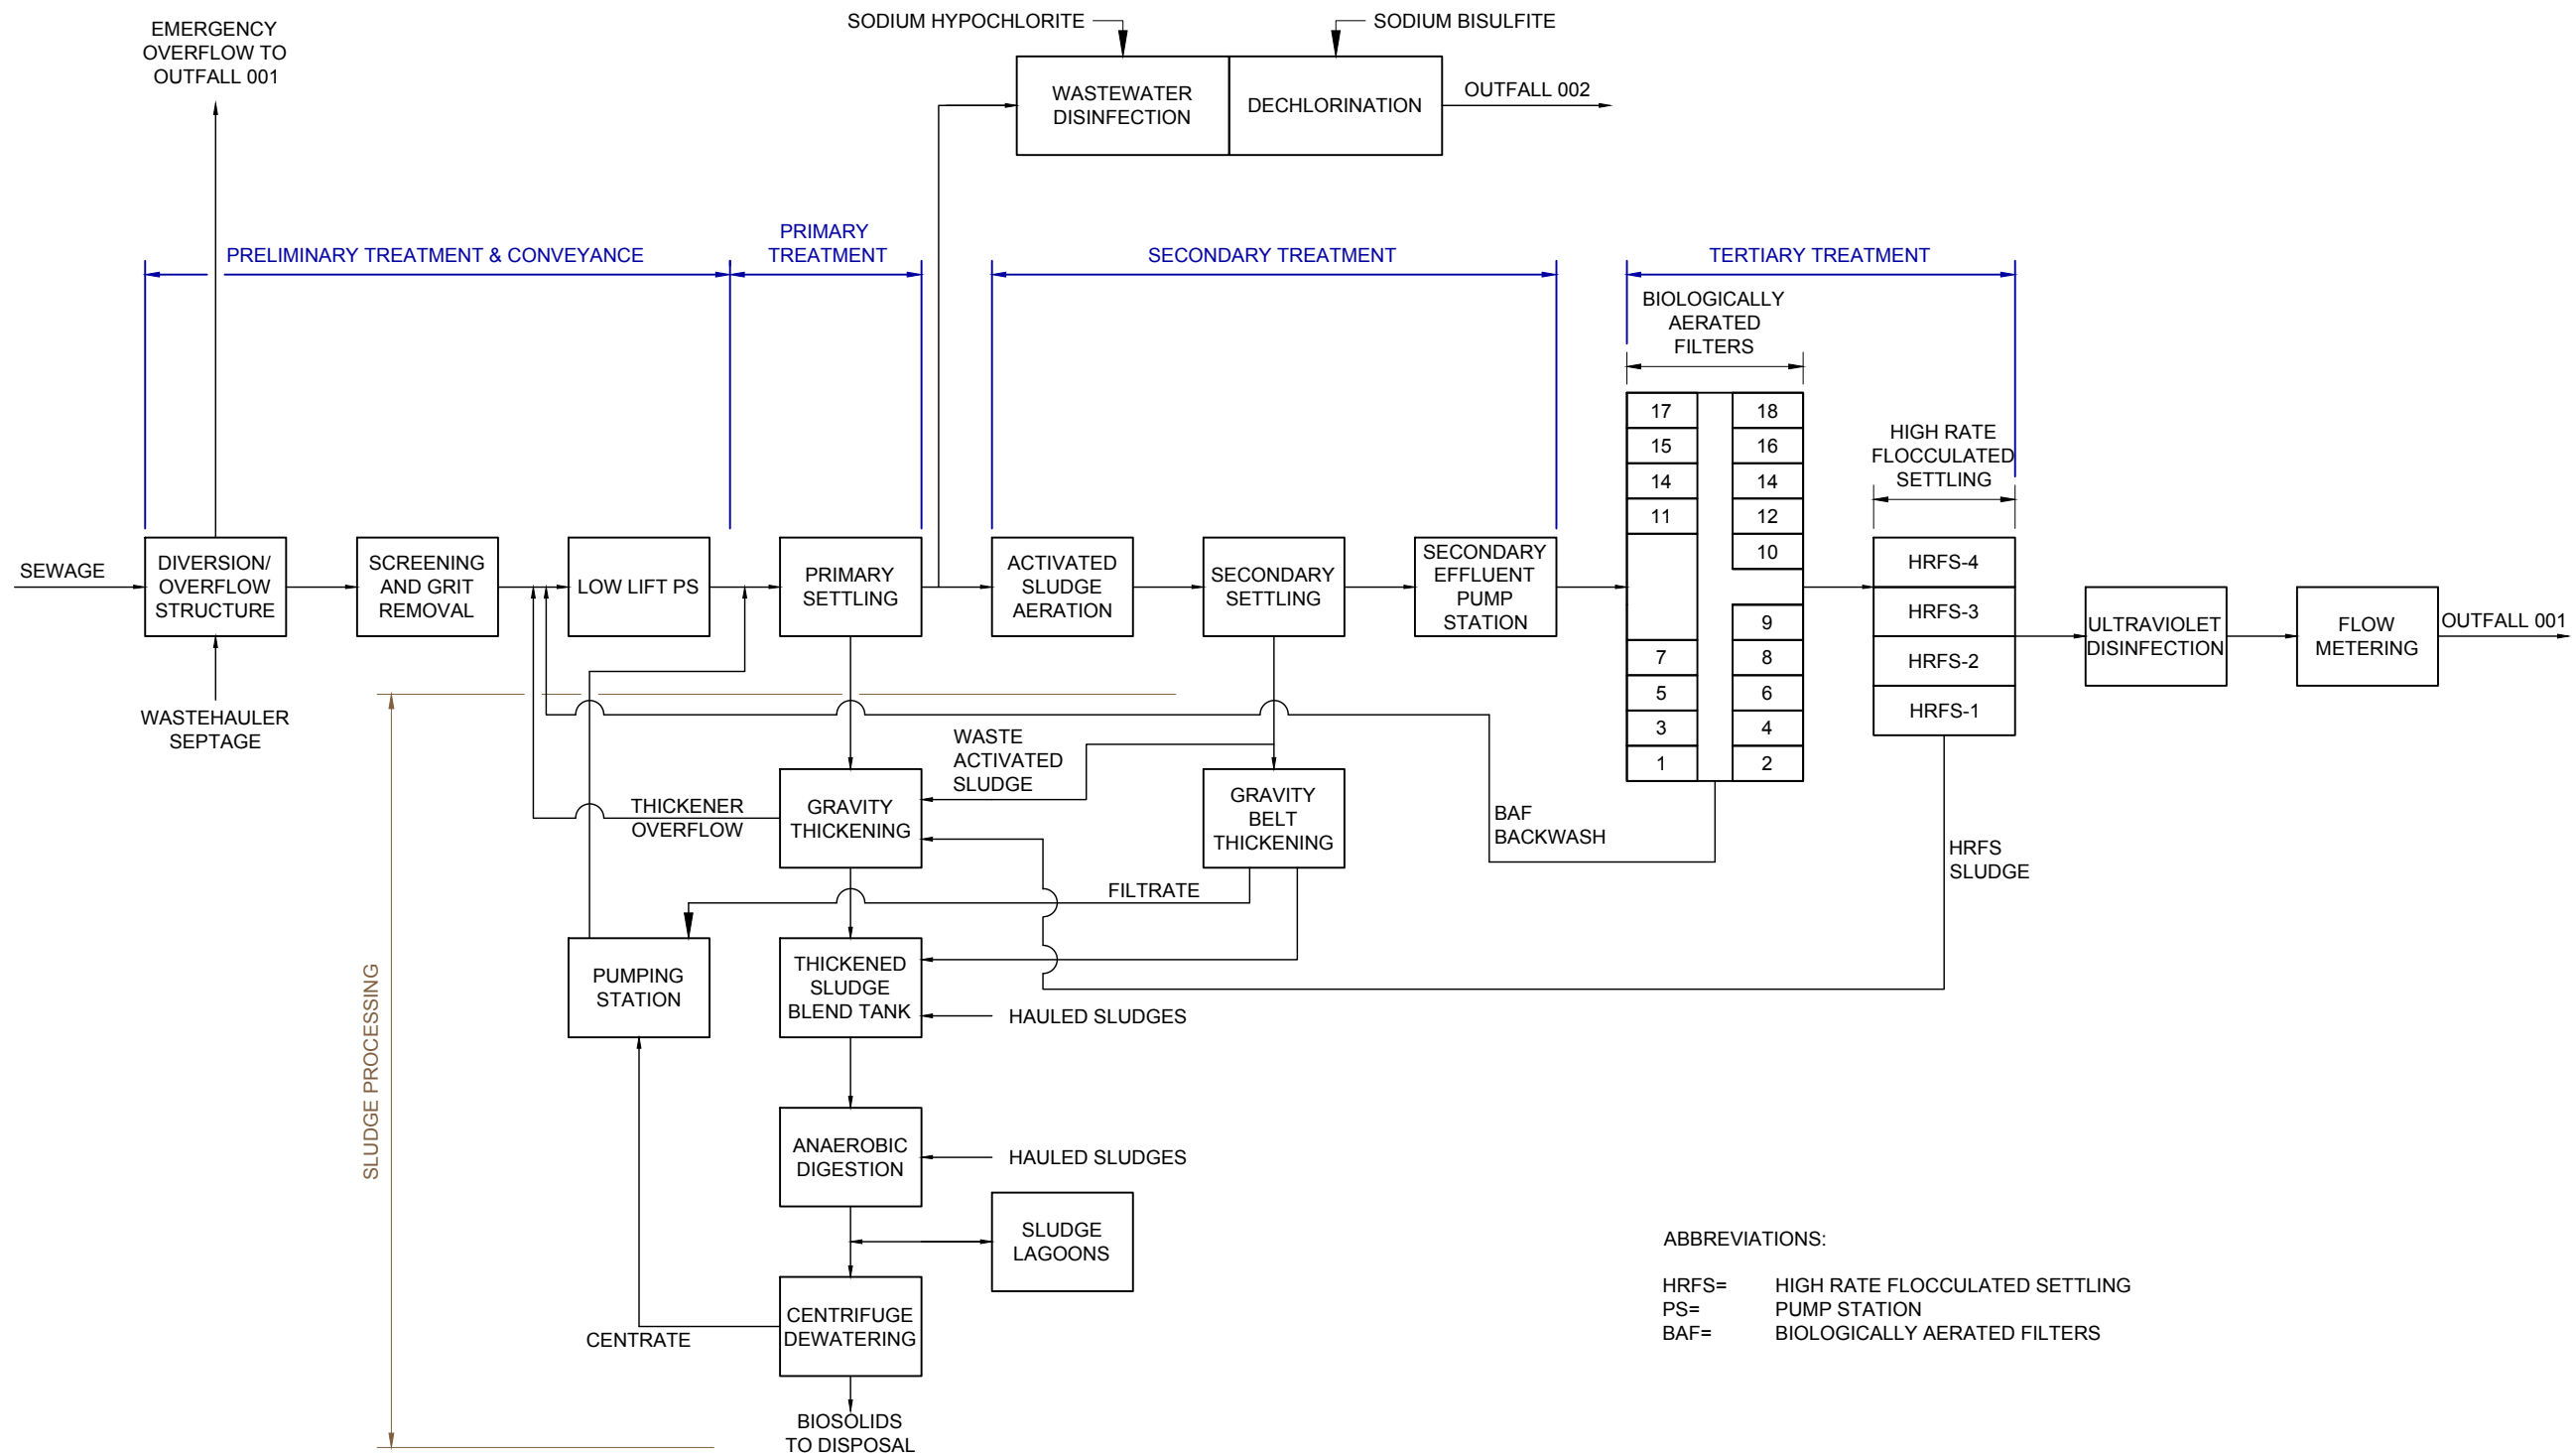 EMERGENCY
OVERFLOW TO
OUTFALL 001
SODIUM HYPOCHLORITE
SODIUM BISULFITE
WASTEWATER
DISINFECTION
DECHLORINATION
OUTFALL 002
PRELIMINARY TREATMENT & CONVEYANCE
PRIMARY
TREATMENT
SECONDARY TREATMENT
TERTIARY TREATMENT
BIOLOGICALLY
AERATED
FILTERS
17
18
15
16
14
14
11
12
10
9
7
8
5
6
3
4
1
2
HIGH RATE
FLOCCULATED
SETTLING
HRFS-4
HRFS-3
HRFS-2
HRFS-1
SEWAGE
DIVERSION/
OVERFLOW
STRUCTURE
SCREENING
AND GRIT
REMOVAL
LOW LIFT PS
PRIMARY
SETTLING
ACTIVATED
SLUDGE
AERATION
SECONDARY
SETTLING
SECONDARY
EFFLUENT
PUMP
STATION
ULTRAVIOLET
DISINFECTION
FLOW
METERING
OUTFALL 001
WASTEHAULER
SEPTAGE
WASTE
ACTIVATED
SLUDGE
THICKENER
OVERFLOW
GRAVITY
THICKENING
GRAVITY
BELT
THICKENING
BAF
BACKWASH
HRFS
SLUDGE
FILTRATE
PUMPING
STATION
THICKENED
SLUDGE
BLEND TANK
HAULED SLUDGES
SLUDGE PROCESSING
ANAEROBIC
DIGESTION
HAULED SLUDGES
SLUDGE
LAGOONS
CENTRIFUGE
DEWATERING
CENTRATE
BIOSOLIDS
TO DISPOSAL
ABBREVIATIONS:
HRFS= HIGH RATE FLOCCULATED SETTLING
PS= PUMP STATION
BAF= BIOLOGICALLY AERATED FILTERS